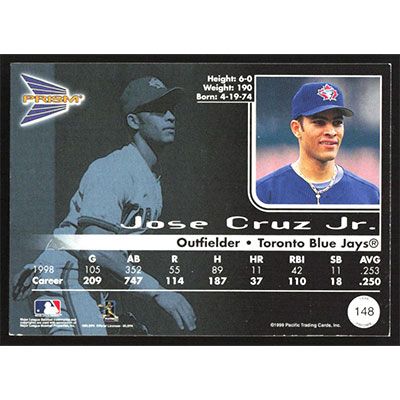 PRISM
Height: 6-0
Weight: 190
Born: 4-19-74
Jose Cruz Jr.
Outfielder • Toronto Blue Jays®
G AB R H HR RBI SB AVG
1998 105 352 55 89 11 42 11 .253
Career 209 747 114 187 37 110 18 .250
©1999 Pacific Trading Cards, Inc.
148